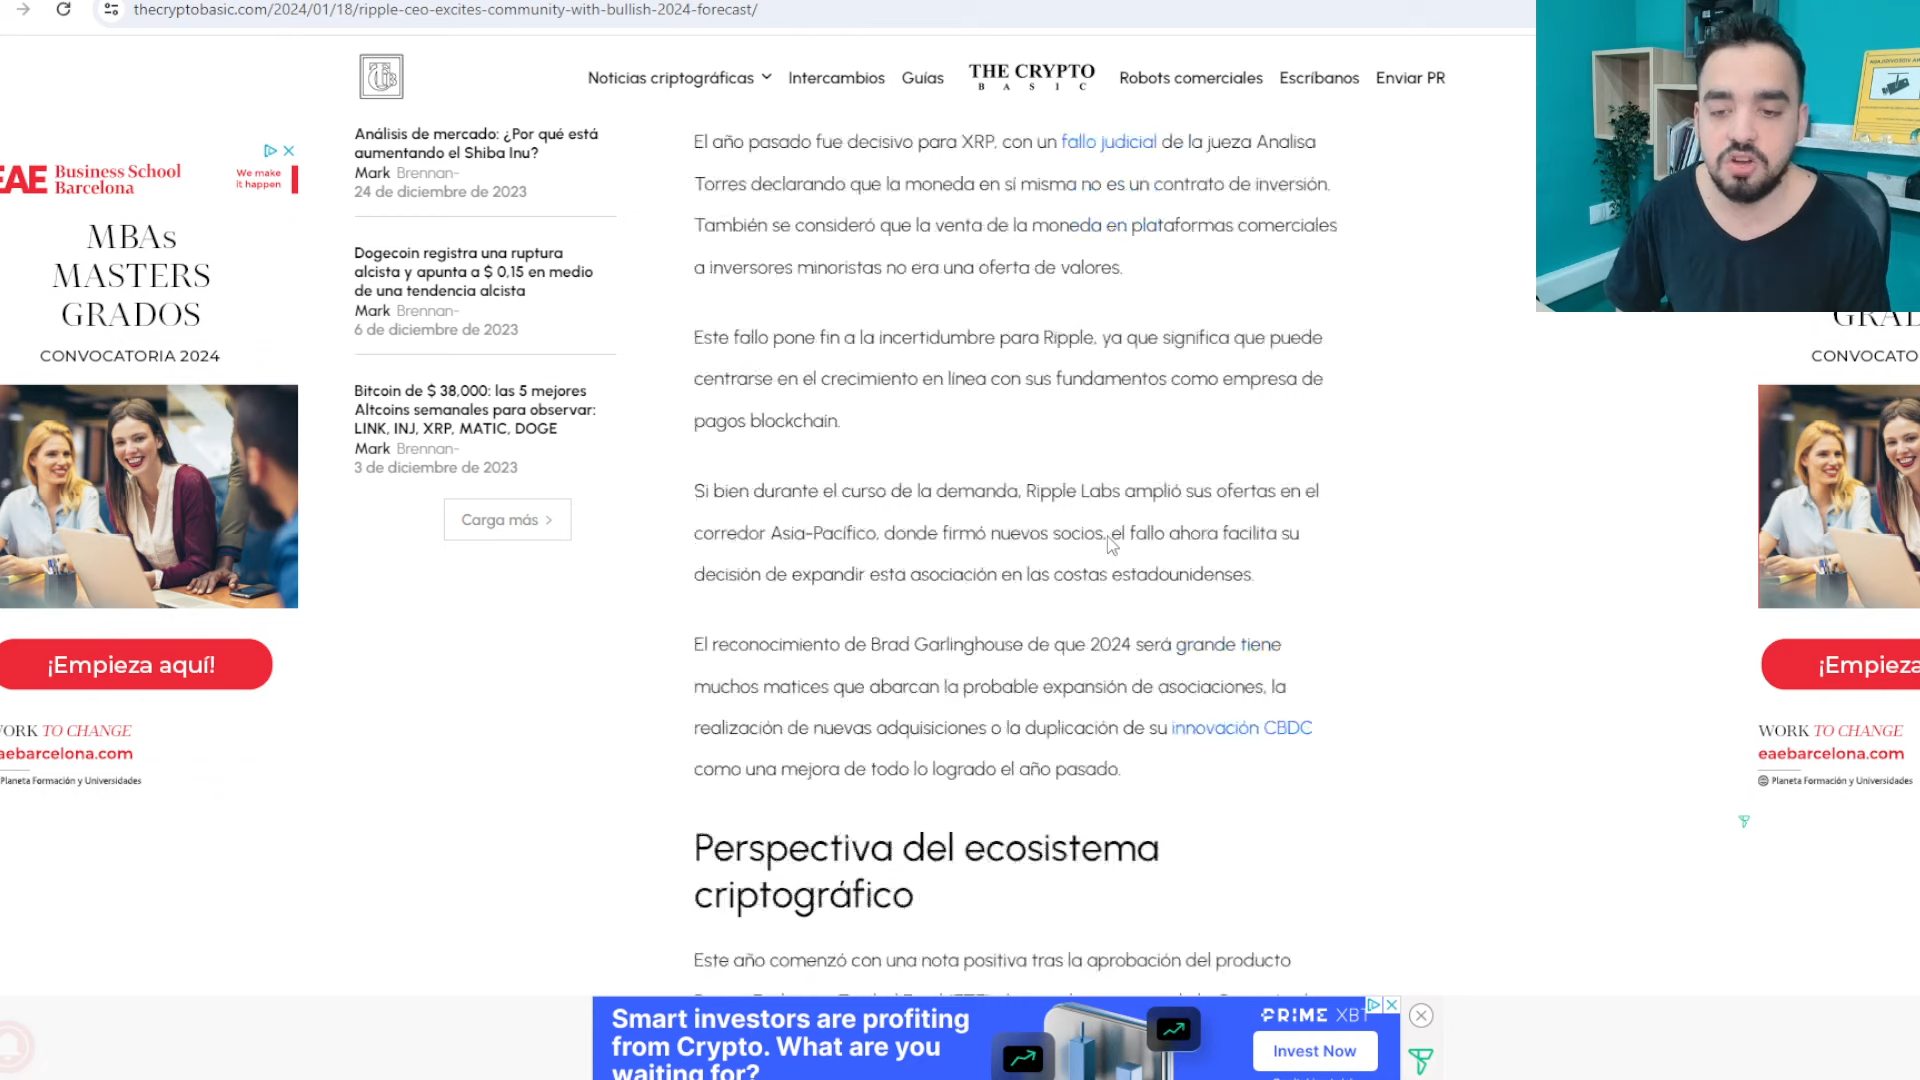 thecryptobasic.com/2024/01/18/ripple-ceo-excites-community-with-bullish-2024-forecast/
Noticias criptográficas
Intercambios
Guías
THE CRYPTO
BASIC
Robots comerciales
Escríbanos
Enviar PR
EAE Business School
Barcelona
We make
it happen
MBAs
MASTERS
GRADOS
CONVOCATORIA 2024
¡Empieza aquí!
WORK TO CHANGE
eaebarcelona.com
Planeta Formación y Universidades
Análisis de mercado: ¿Por qué está
aumentando el Shiba Inu?
Mark Brennan-
24 de diciembre de 2023
Dogecoin registra una ruptura
alcista y apunta a $ 0,15 en medio
de una tendencia alcista
Mark Brennan-
6 de diciembre de 2023
Bitcoin de $ 38,000: las 5 mejores
Altcoins semanales para observar:
LINK, INJ, XRP, MATIC, DOGE
Mark Brennan-
3 de diciembre de 2023
Carga más >
El año pasado fue decisivo para XRP, con un fallo judicial de la jueza Analisa
Torres declarando que la moneda en sí misma no es un contrato de inversión.
También se consideró que la venta de la moneda en plataformas comerciales
a inversores minoristas no era una oferta de valores.
Este fallo pone fin a la incertidumbre para Ripple, ya que significa que puede
centrarse en el crecimiento en línea con sus fundamentos como empresa de
pagos blockchain.
Si bien durante el curso de la demanda, Ripple Labs amplió sus ofertas en el
corredor Asia-Pacífico, donde firmó nuevos socios, el fallo ahora facilita su
decisión de expandir esta asociación en las costas estadounidenses.
El reconocimiento de Brad Garlinghouse de que 2024 será grande tiene
muchos matices que abarcan la probable expansión de asociaciones, la
realización de nuevas adquisiciones o la duplicación de su innovación CBDC
como una mejora de todo lo logrado el año pasado.
Perspectiva del ecosistema
criptográfico
Este año comenzó con una nota positiva tras la aprobación del producto
GRAD
CONVOCATO
¡Empieza
WORK TO CHANGE
eaebarcelona.com
Planeta Formación y Universidades
Smart investors are profiting
from Crypto. What are you
waiting for?
PRIME XBT
Invest Now